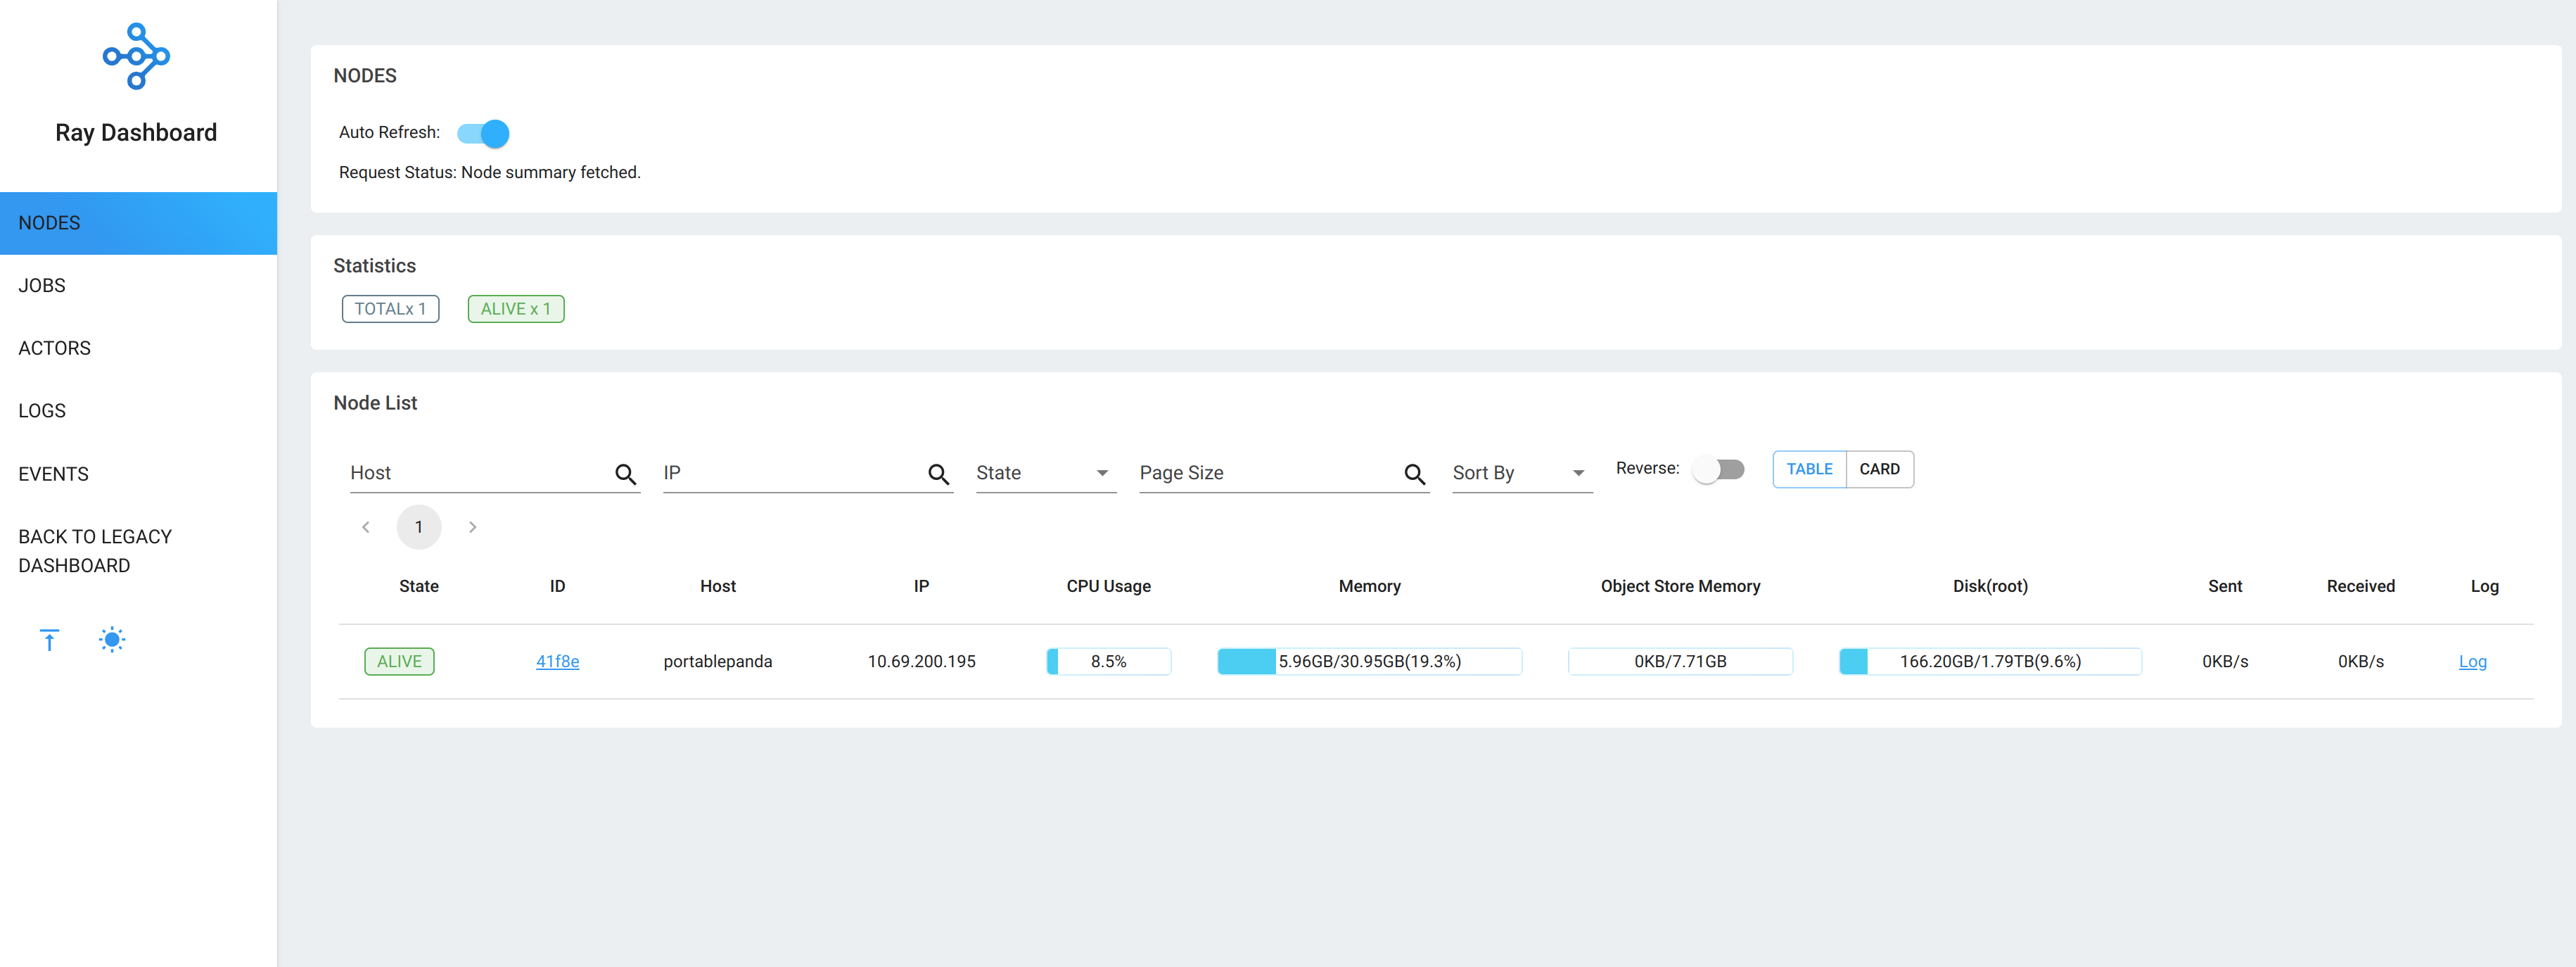 Ray Dashboard
NODES
JOBS
ACTORS
LOGS
EVENTS
BACK TO LEGACY
DASHBOARD
NODES
Auto Refresh:
Request Status: Node summary fetched.
Statistics
TOTALx 1 ALIVE x 1
Node List
Host IP State Page Size Sort By Reverse: TABLE CARD
1
State ID Host IP CPU Usage Memory Object Store Memory Disk(root) Sent Received Log
ALIVE 41f8e portablepanda 10.69.200.195 8.5% 5.96GB/30.95GB(19.3%) 0KB/7.71GB 166.20GB/1.79TB(9.6%) 0KB/s 0KB/s Log